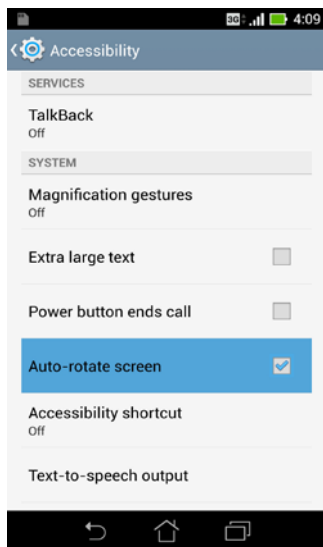 3G 4:09
Accessibility
SERVICES
TalkBack
Off
SYSTEM
Magnification gestures
Off
Extra large text
Power button ends call
Auto-rotate screen
Accessibility shortcut
Off
Text-to-speech output